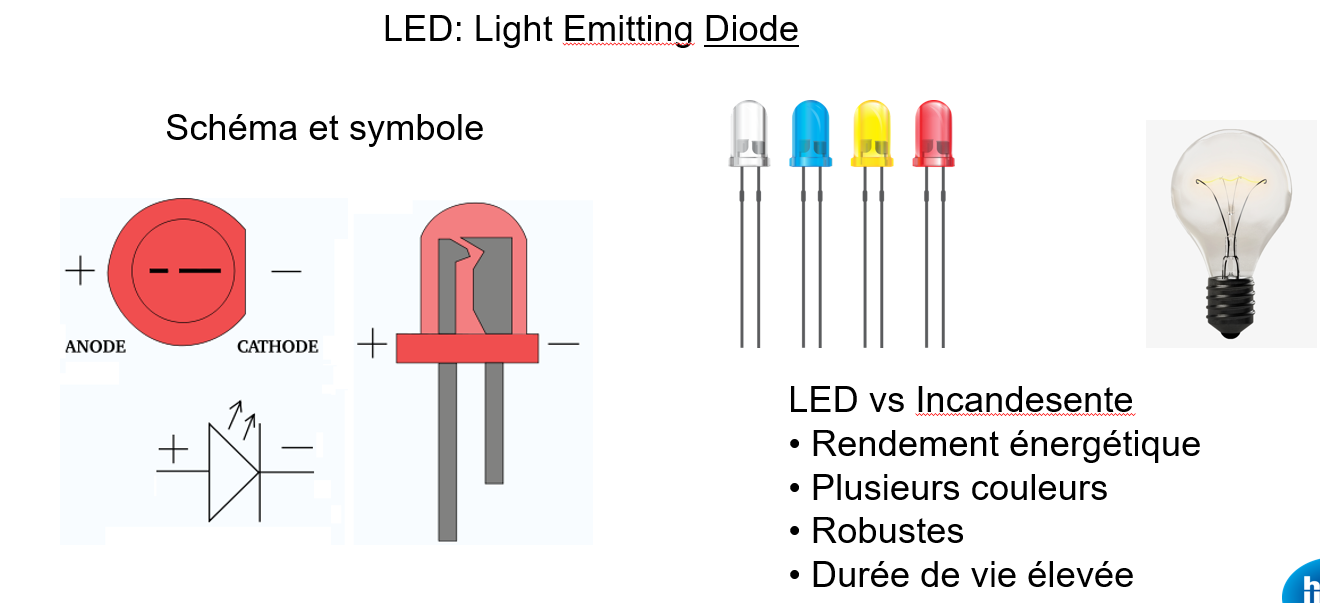 LED: Light Emitting Diode
Schéma et symbole
+ −
ANODE CATHODE
+ −
+ −
LED vs Incandesente
• Rendement énergétique
• Plusieurs couleurs
• Robustes
• Durée de vie élevée